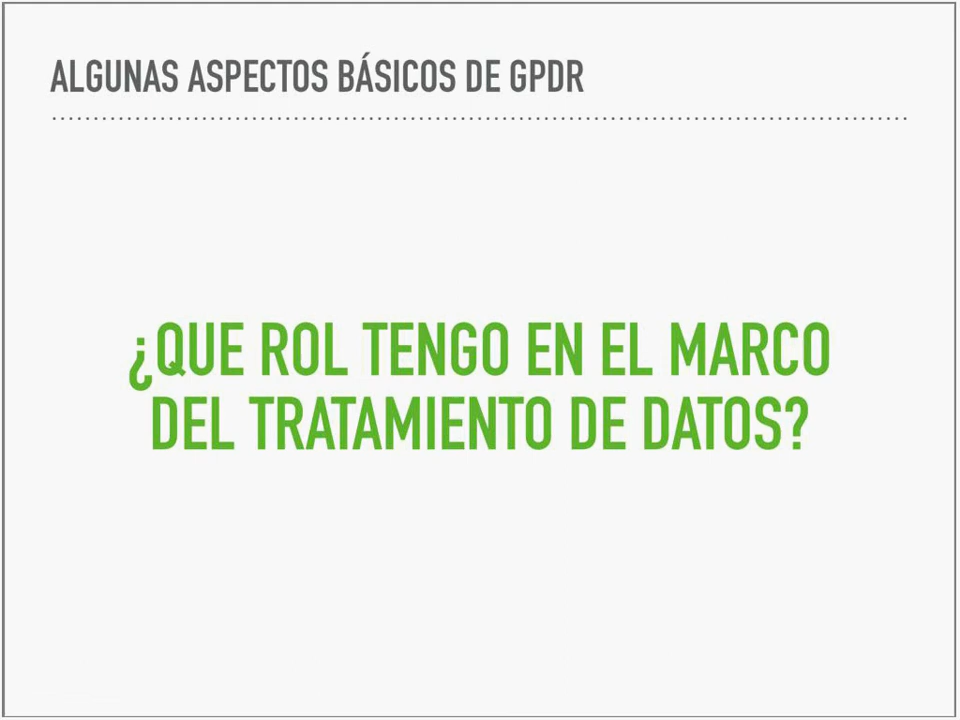 ALGUNAS ASPECTOS BÁSICOS DE GPDR
¿QUE ROL TENGO EN EL MARCO
DEL TRATAMIENTO DE DATOS?